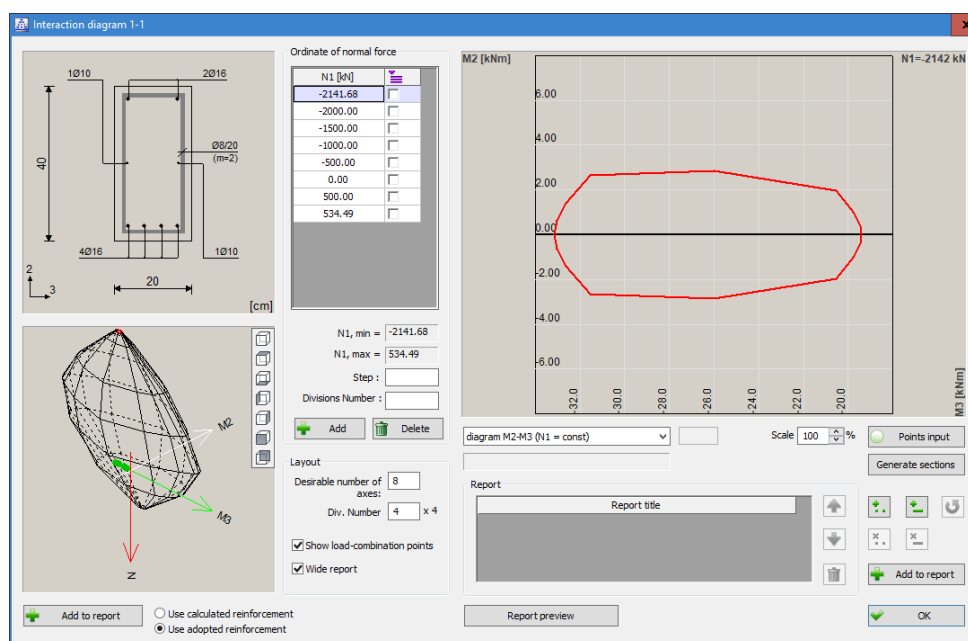 Interaction diagram 1-1
1Ø10
2Ø16
40
Ø8/20
(m=2)
4Ø16
1Ø10
2
3
20
[cm]
M2
M3
Z
Add to report
Use calculated reinforcement
Use adopted reinforcement
Ordinate of normal force
N1 [kN]
-2141.68
-2000.00
-1500.00
-1000.00
-500.00
0.00
500.00
534.49
N1, min = -2141.68
N1, max = 534.49
Step :
Divisions Number :
Add
Delete
Layout
Desirable number of axes: 8
Div. Number 4 x 4
Show load-combination points
Wide report
M2 [kNm]
N1=-2142 kN
6.00
4.00
2.00
0.00
-2.00
-4.00
-6.00
-32.0
-30.0
-28.0
-26.0
-24.0
-22.0
-20.0
M3 [kNm]
diagram M2-M3 (N1 = const)
Scale 100 %
Points input
Generate sections
Report
Report title
Add to report
Report preview
OK